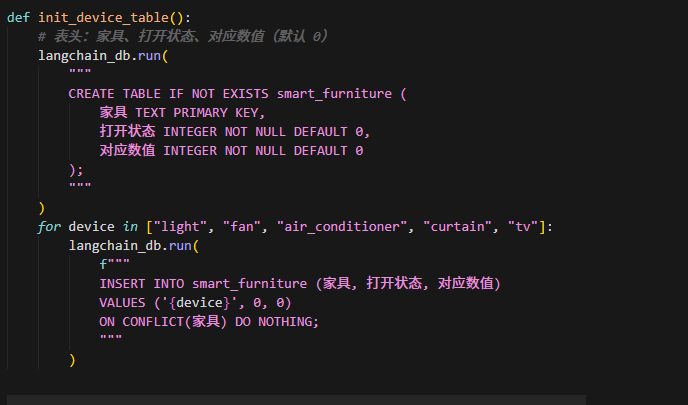 def init_device_table():
    # 表头：家具、打开状态、对应数值（默认 0）
    langchain_db.run(
        """
        CREATE TABLE IF NOT EXISTS smart_furniture (
            家具 TEXT PRIMARY KEY,
            打开状态 INTEGER NOT NULL DEFAULT 0,
            对应数值 INTEGER NOT NULL DEFAULT 0
        );
        """
    )
    for device in ["light", "fan", "air_conditioner", "curtain", "tv"]:
        langchain_db.run(
            f"""
            INSERT INTO smart_furniture (家具, 打开状态, 对应数值)
            VALUES ('{device}', 0, 0)
            ON CONFLICT(家具) DO NOTHING;
            """
        )